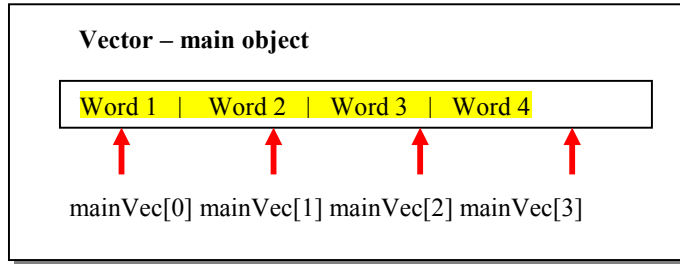 Vector – main object
Word 1 | Word 2 | Word 3 | Word 4
mainVec[0] mainVec[1] mainVec[2] mainVec[3]